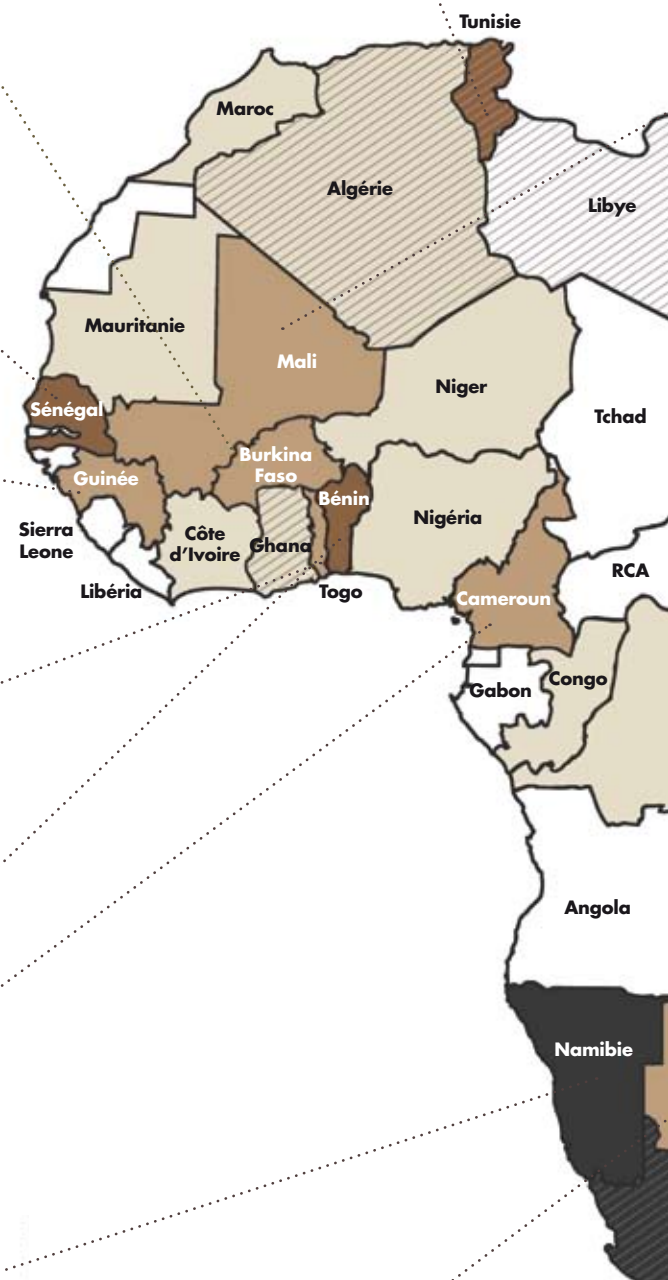 Tunisie
Maroc
Algérie
Libye
Mauritanie
Mali
Niger
Tchad
Sénégal
Burkina
Faso
Guinée
Bénin
Nigéria
Sierra
Leone
Côte
d'Ivoire
Ghana
Libéria
Togo
RCA
Cameroun
Gabon
Congo
Angola
Namibie